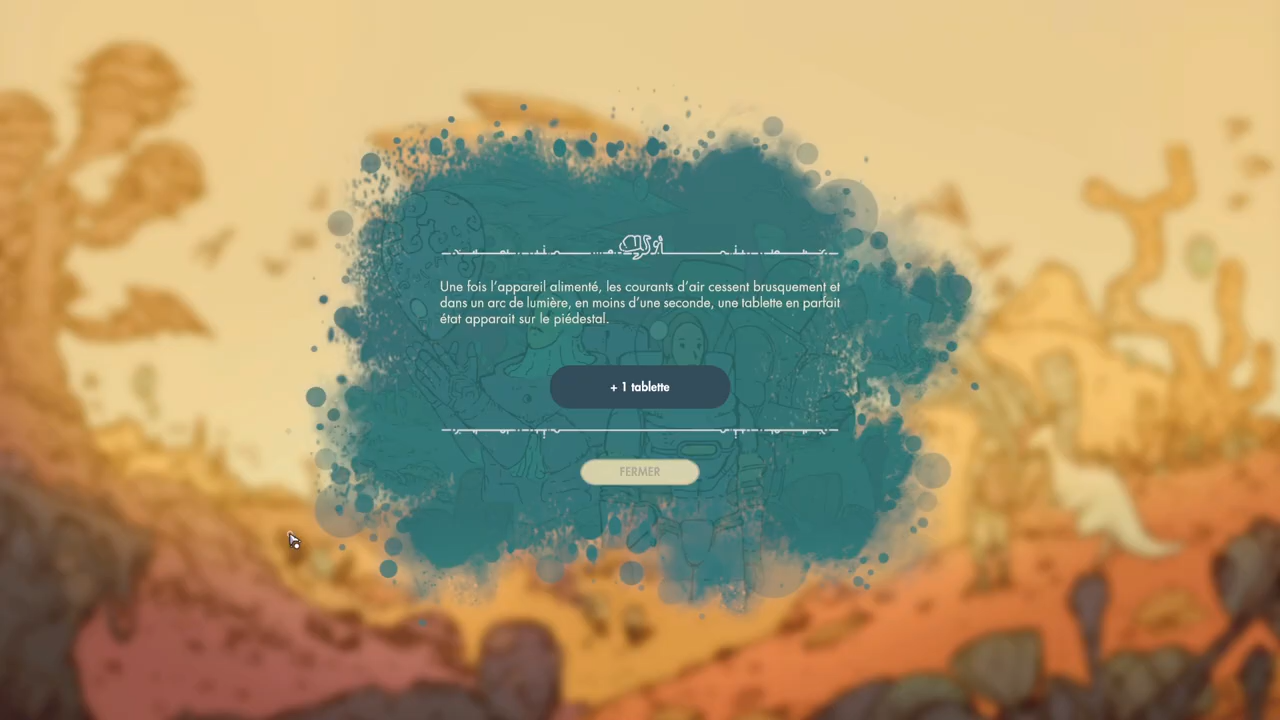 Une fois l’appareil alimenté, les courants d’air cessent brusquement et
dans un arc de lumière, en moins d’une seconde, une tablette en parfait
état apparait sur le piédestal.
+ 1 tablette
FERMER